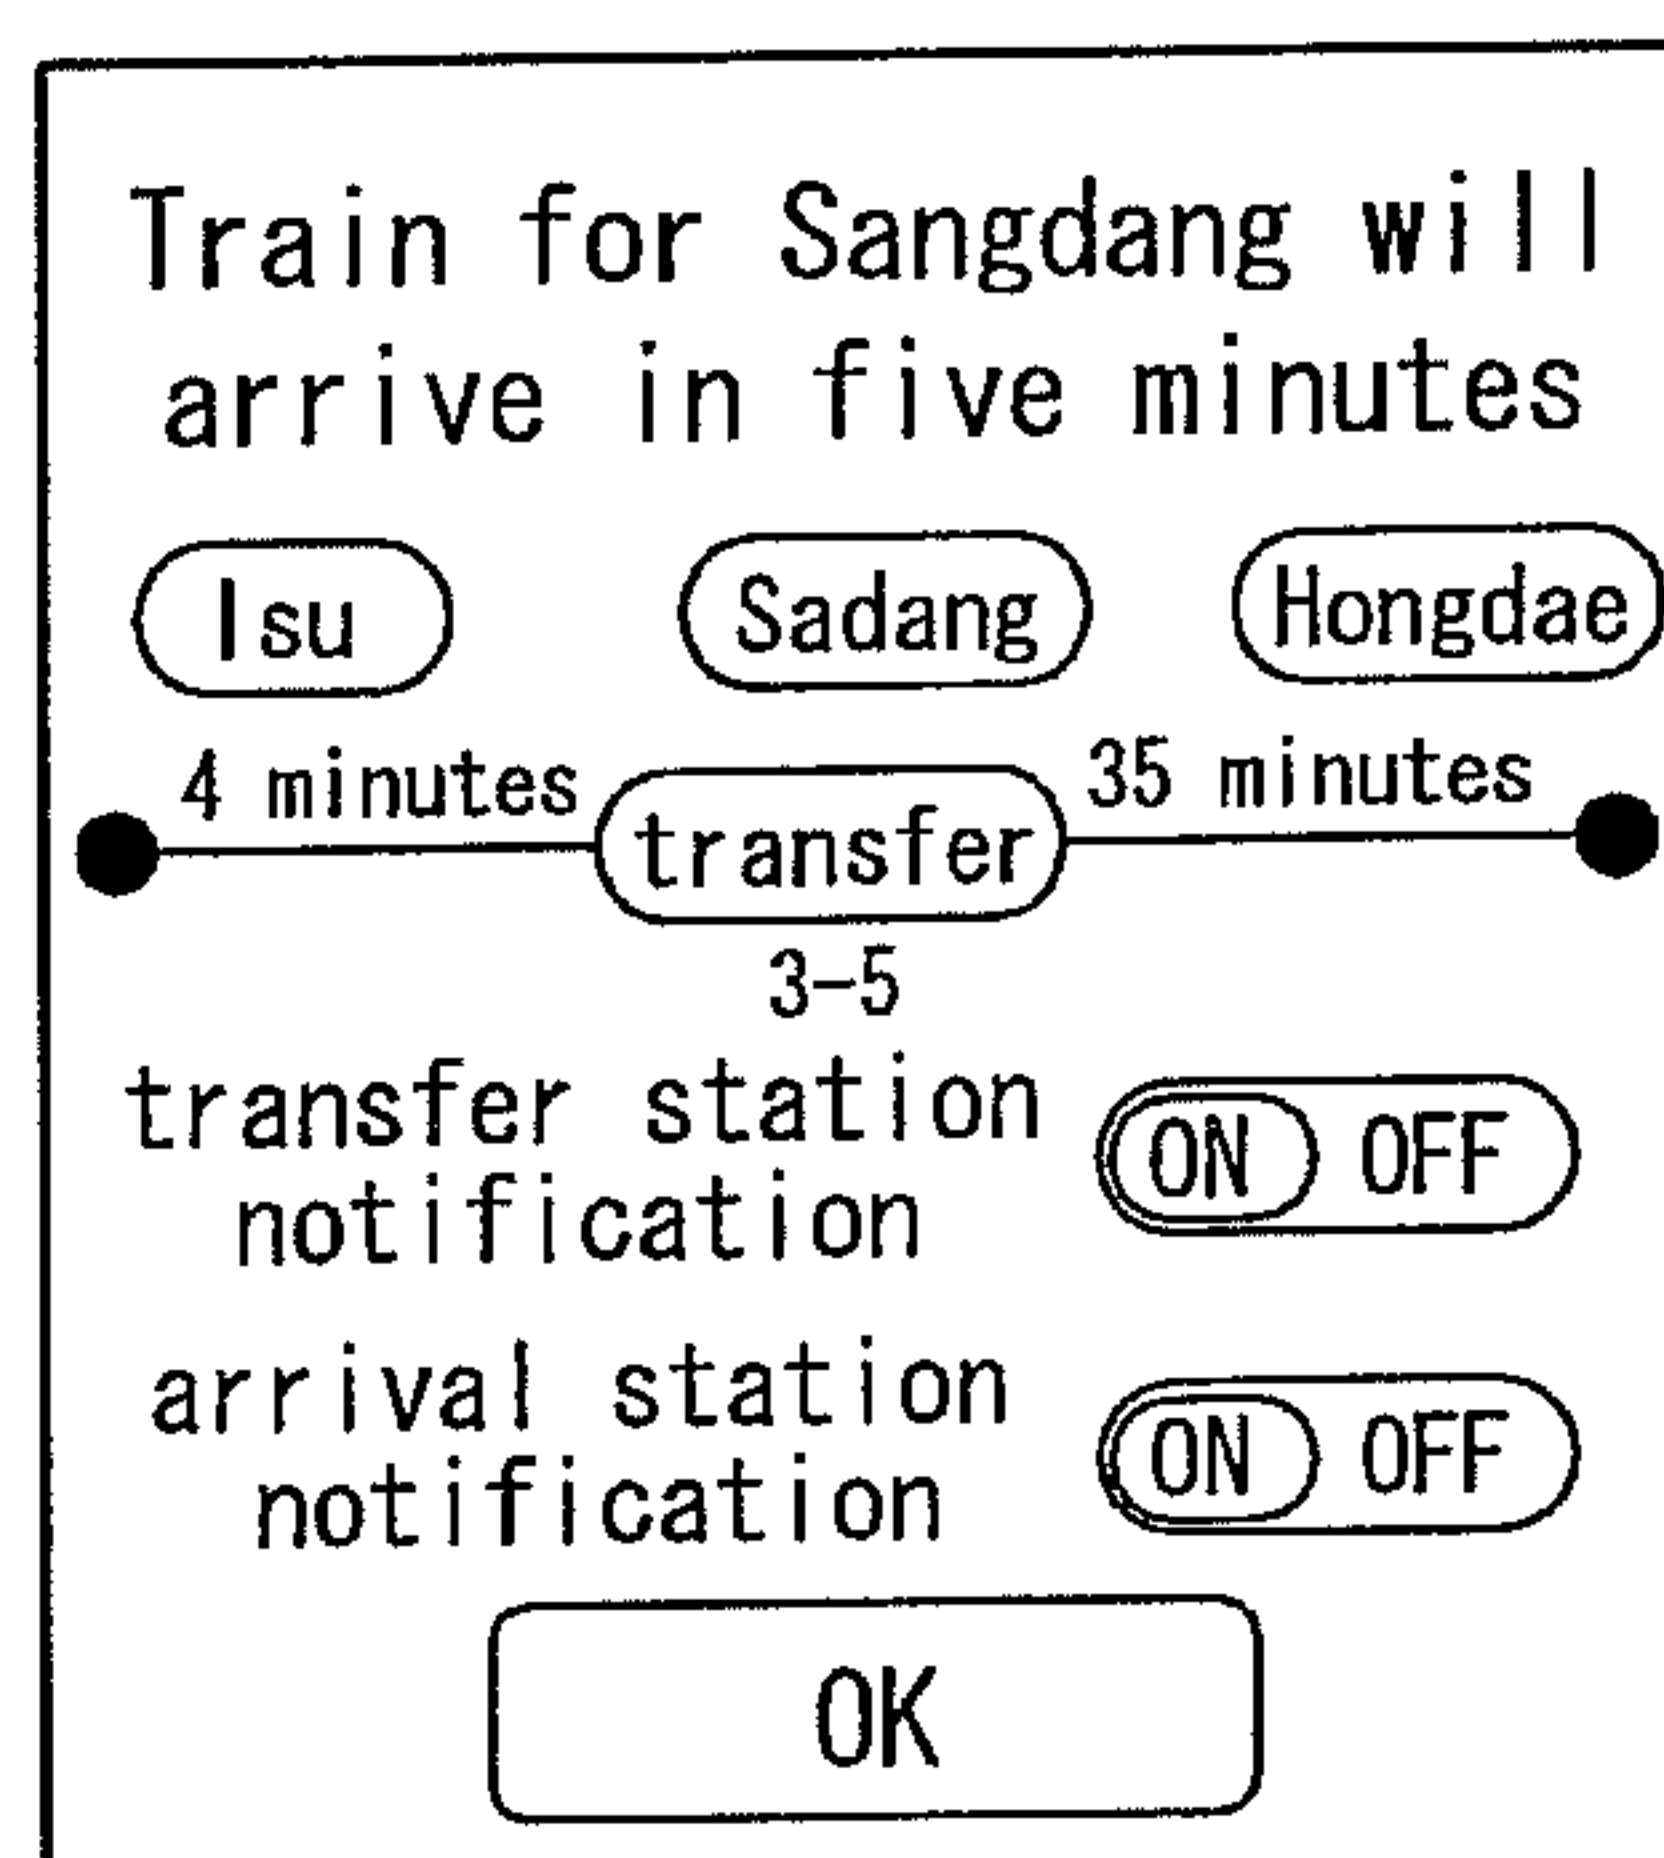 Train for Sangdang will
arrive in five minutes
Isu Sadang Hongdae
4 minutes transfer 35 minutes
3-5
transfer station
notification ON OFF
arrival station
notification ON OFF
OK